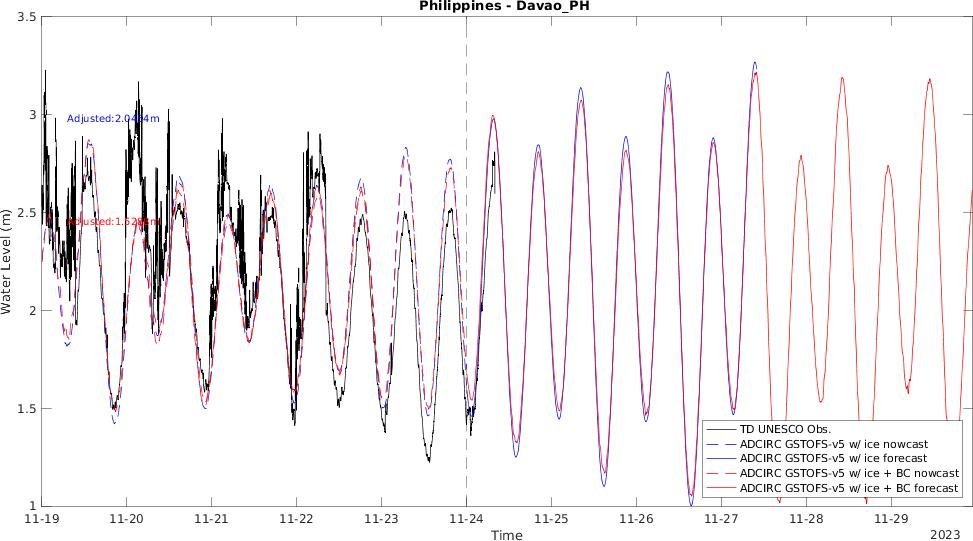 Philippines - Davao_PH
3.5
3
2.5
2
1.5
1
Water Level (m)
Adjusted:
Adjusted:
11-19
11-20
11-21
11-22
11-23
11-24
11-25
11-26
11-27
11-28
11-29
Time
2023
TD UNESCO Obs.
ADCIRC GSTOFS-v5 w/ ice nowcast
ADCIRC GSTOFS-v5 w/ ice forecast
ADCIRC GSTOFS-v5 w/ ice + BC nowcast
ADCIRC GSTOFS-v5 w/ ice + BC forecast